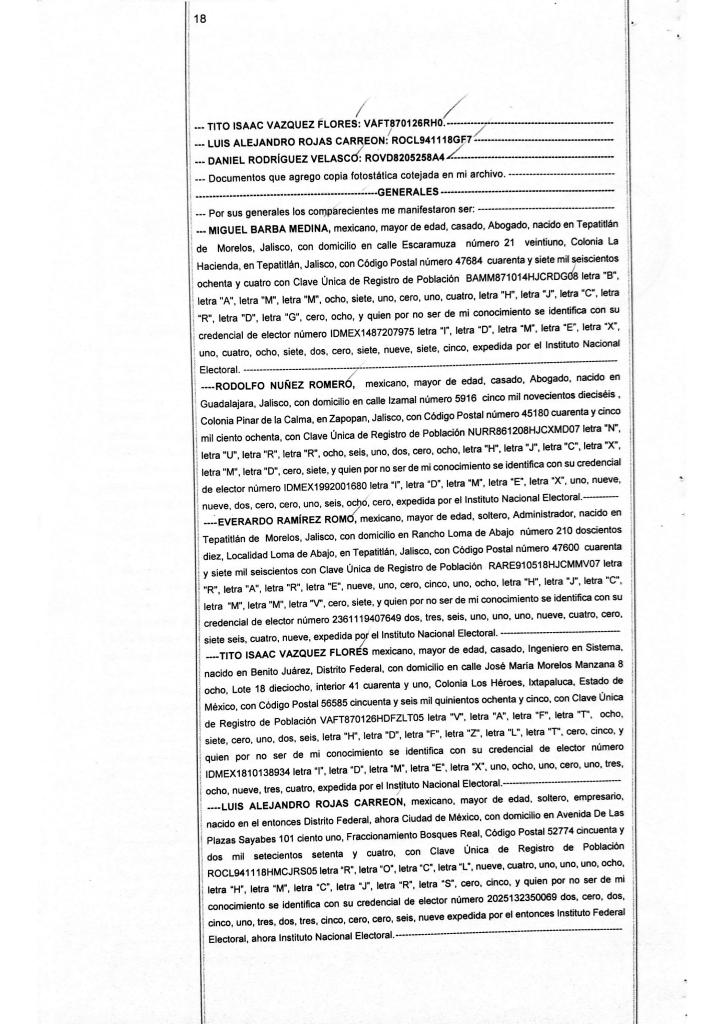 18
--- TITO ISAAC VAZQUEZ FLORES: VAFT870126RH0.---
--- LUIS ALEJANDRO ROJAS CARREON: ROCL941118GF7---
--- DANIEL RODRÍGUEZ VELASCO: ROVD8205258A4---
--- Documentos que agrego copia fotostática cotejada en mi archivo. ---
---GENERALES---
--- Por sus generales los comparecientes me manifestaron ser: ---
--- MIGUEL BARBA MEDINA, mexicano, mayor de edad, casado, Abogado, nacido en Tepatitlán
de Morelos, Jalisco, con domicilio en calle Escaramuza número 21 veintiuno, Colonia La
Hacienda, en Tepatitlán, Jalisco, con Código Postal número 47684 cuarenta y siete mil seiscientos
ochenta y cuatro con Clave Única de Registro de Población BAMM871014HJCRDG08 letra "B",
letra "A", letra "M", letra "M", ocho, siete, uno, cero, uno, cuatro, letra "H", letra "J", letra "C", letra
"R", letra "D", letra "G", cero, ocho, y quien por no ser de mi conocimiento se identifica con su
credencial de elector número IDMEX1487207975 letra "I", letra "D", letra "M", letra "E", letra "X",
uno, cuatro, ocho, siete, dos, cero, siete, nueve, siete, cinco, expedida por el Instituto Nacional
Electoral. ---
----RODOLFO NUÑEZ ROMERO, mexicano, mayor de edad, casado, Abogado, nacido en
Guadalajara, Jalisco, con domicilio en calle Izamal número 5916 cinco mil novecientos dieciséis ,
Colonia Pinar de la Calma, en Zapopan, Jalisco, con Código Postal número 45180 cuarenta y cinco
mil ciento ochenta, con Clave Única de Registro de Población NURR861208HJCXMD07 letra "N",
letra "U", letra "R", letra "R", ocho, seis, uno, dos, cero, ocho, letra "H", letra "J", letra "C", letra "X",
letra "M", letra "D", cero, siete, y quien por no ser de mi conocimiento se identifica con su credencial
de elector número IDMEX1992001680 letra "I", letra "D", letra "M", letra "E", letra "X", uno, nueve,
nueve, dos, cero, cero, uno, seis, ocho, cero, expedida por el Instituto Nacional Electoral.---
----EVERARDO RAMÍREZ ROMO, mexicano, mayor de edad, soltero, Administrador, nacido en
Tepatitlán de Morelos, Jalisco, con domicilio en Rancho Loma de Abajo número 210 doscientos
diez, Localidad Loma de Abajo, en Tepatitlán, Jalisco, con Código Postal número 47600 cuarenta
y siete mil seiscientos con Clave Única de Registro de Población RARE910518HJCMMV07 letra
"R", letra "A", letra "R", letra "E", nueve, uno, cero, cinco, uno, ocho, letra "H", letra "J", letra "C",
letra "M", letra "M", letra "V", cero, siete, y quien por no ser de mi conocimiento se identifica con su
credencial de elector número 2361119407649 dos, tres, seis, uno, uno, uno, nueve, cuatro, cero,
siete seis, cuatro, nueve, expedida por el Instituto Nacional Electoral. ---
----TITO ISAAC VAZQUEZ FLORES mexicano, mayor de edad, casado, Ingeniero en Sistema,
nacido en Benito Juárez, Distrito Federal, con domicilio en calle José María Morelos Manzana 8
ocho, Lote 18 dieciocho, interior 41 cuarenta y uno, Colonia Los Héroes, Ixtapaluca, Estado de
México, con Código Postal 56585 cincuenta y seis mil quinientos ochenta y cinco, con Clave Única
de Registro de Población VAFT870126HDFZLT05 letra "V", letra "A", letra "F", letra "T", ocho,
siete, cero, uno, dos, seis, letra "H", letra "D", letra "F", letra "Z", letra "L", letra "T", cero, cinco, y
quien por no ser de mi conocimiento se identifica con su credencial de elector número
IDMEX1810138934 letra "I", letra "D", letra "M", letra "E", letra "X", uno, ocho, uno, cero, uno, tres,
ocho, nueve, tres, cuatro, expedida por el Instituto Nacional Electoral.---
----LUIS ALEJANDRO ROJAS CARREON, mexicano, mayor de edad, soltero, empresario,
nacido en el entonces Distrito Federal, ahora Ciudad de México, con domicilio en Avenida De Las
Plazas Sayabes 101 ciento uno, Fraccionamiento Bosques Real, Código Postal 52774 cincuenta y
dos mil setecientos setenta y cuatro, con Clave Única de Registro de Población
ROCL941118HMCJRS05 letra "R", letra "O", letra "C", letra "L", nueve, cuatro, uno, uno, uno, ocho,
letra "H", letra "M", letra "C", letra "J", letra "R", letra "S", cero, cinco, y quien por no ser de mi
conocimiento se identifica con su credencial de elector número 2025132350069 dos, cero, dos,
cinco, uno, tres, dos, tres, cinco, cero, cero, seis, nueve expedida por el entonces Instituto Federal
Electoral, ahora Instituto Nacional Electoral.---